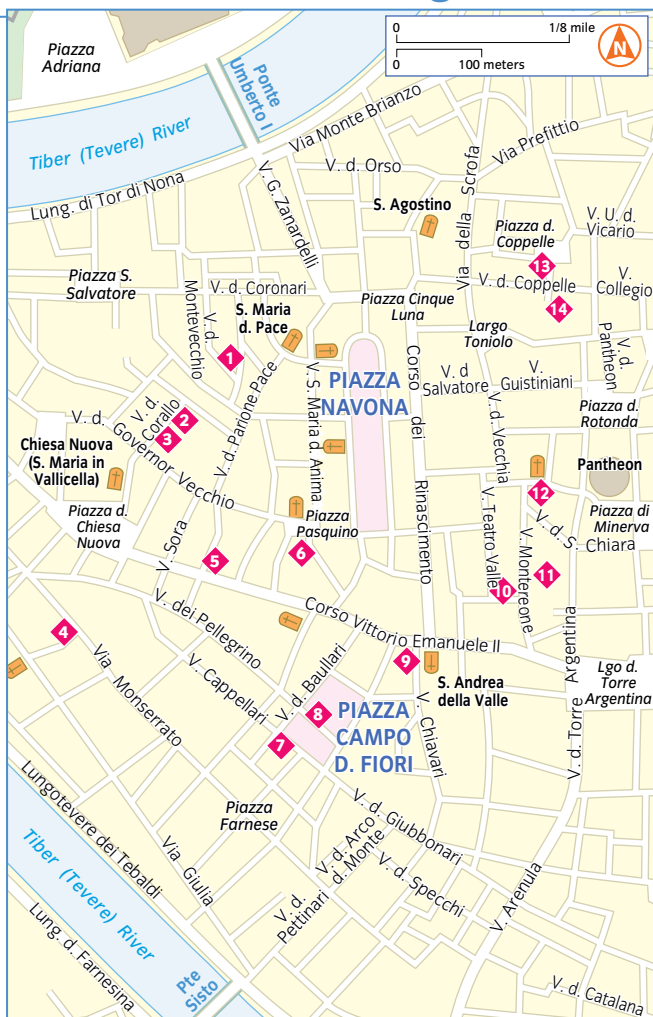 0
1/8 mile
0
100 meters
N
Piazza
Adriana
Ponte
Umberto I
Tiber (Tevere) River
Via Monte Brianzo
Via Prefittio
Lung. di Tor di Nona
V. d. Orso
V. G. Zanardelli
Via della Scrofa
S. Agostino
Piazza d.
Coppelle
V. U. d.
Vicario
13
Piazza S.
Salvatore
V. d. Coronari
V. d. Coppelle
V.
Collegio
V. d.
Montevecchio
S. Maria
d. Pace
Piazza Cinque
Luna
14
Largo
Toniolo
V. d.
Pantheon
1
PIAZZA
NAVONA
Corso dei Rinascimento
V. d
Salvatore
V.
Guistiniani
V. d.
Corallo
2
3
V. d. Parione Pace
V. S. Maria d. Anima
V. d. Vecchia
Piazza d.
Rotonda
V. d. Governor Vecchio
Chiesa Nuova
(S. Maria in
Vallicella)
Pantheon
12
Piazza d.
Chiesa
Nuova
Piazza
Pasquino
V. Teatro Valle
V. d. S. Chiara
Piazza di
Minerva
V. Sora
5
6
V. Montereone
11
10
V. dei Pellegrino
Corso Vittorio Emanuele II
4
Via Monserrato
V. Cappellari
V. d. Baullari
9
S. Andrea
della Valle
V. d. Torre Argentina
Lgo d.
Torre
Argentina
8
PIAZZA
CAMPO
D. FIORI
V. Chiavari
7
Lungotevere dei Tebaldi
Piazza
Farnese
V. d. Giubbonari
Via Giulia
V. d. Arco
d. Monte
Tiber (Tevere) River
V. d.
Pettinari
V. d. Specchi
V. Arenula
Lung. d. Farnesina
Pte
Sisto
V. d. Catalana